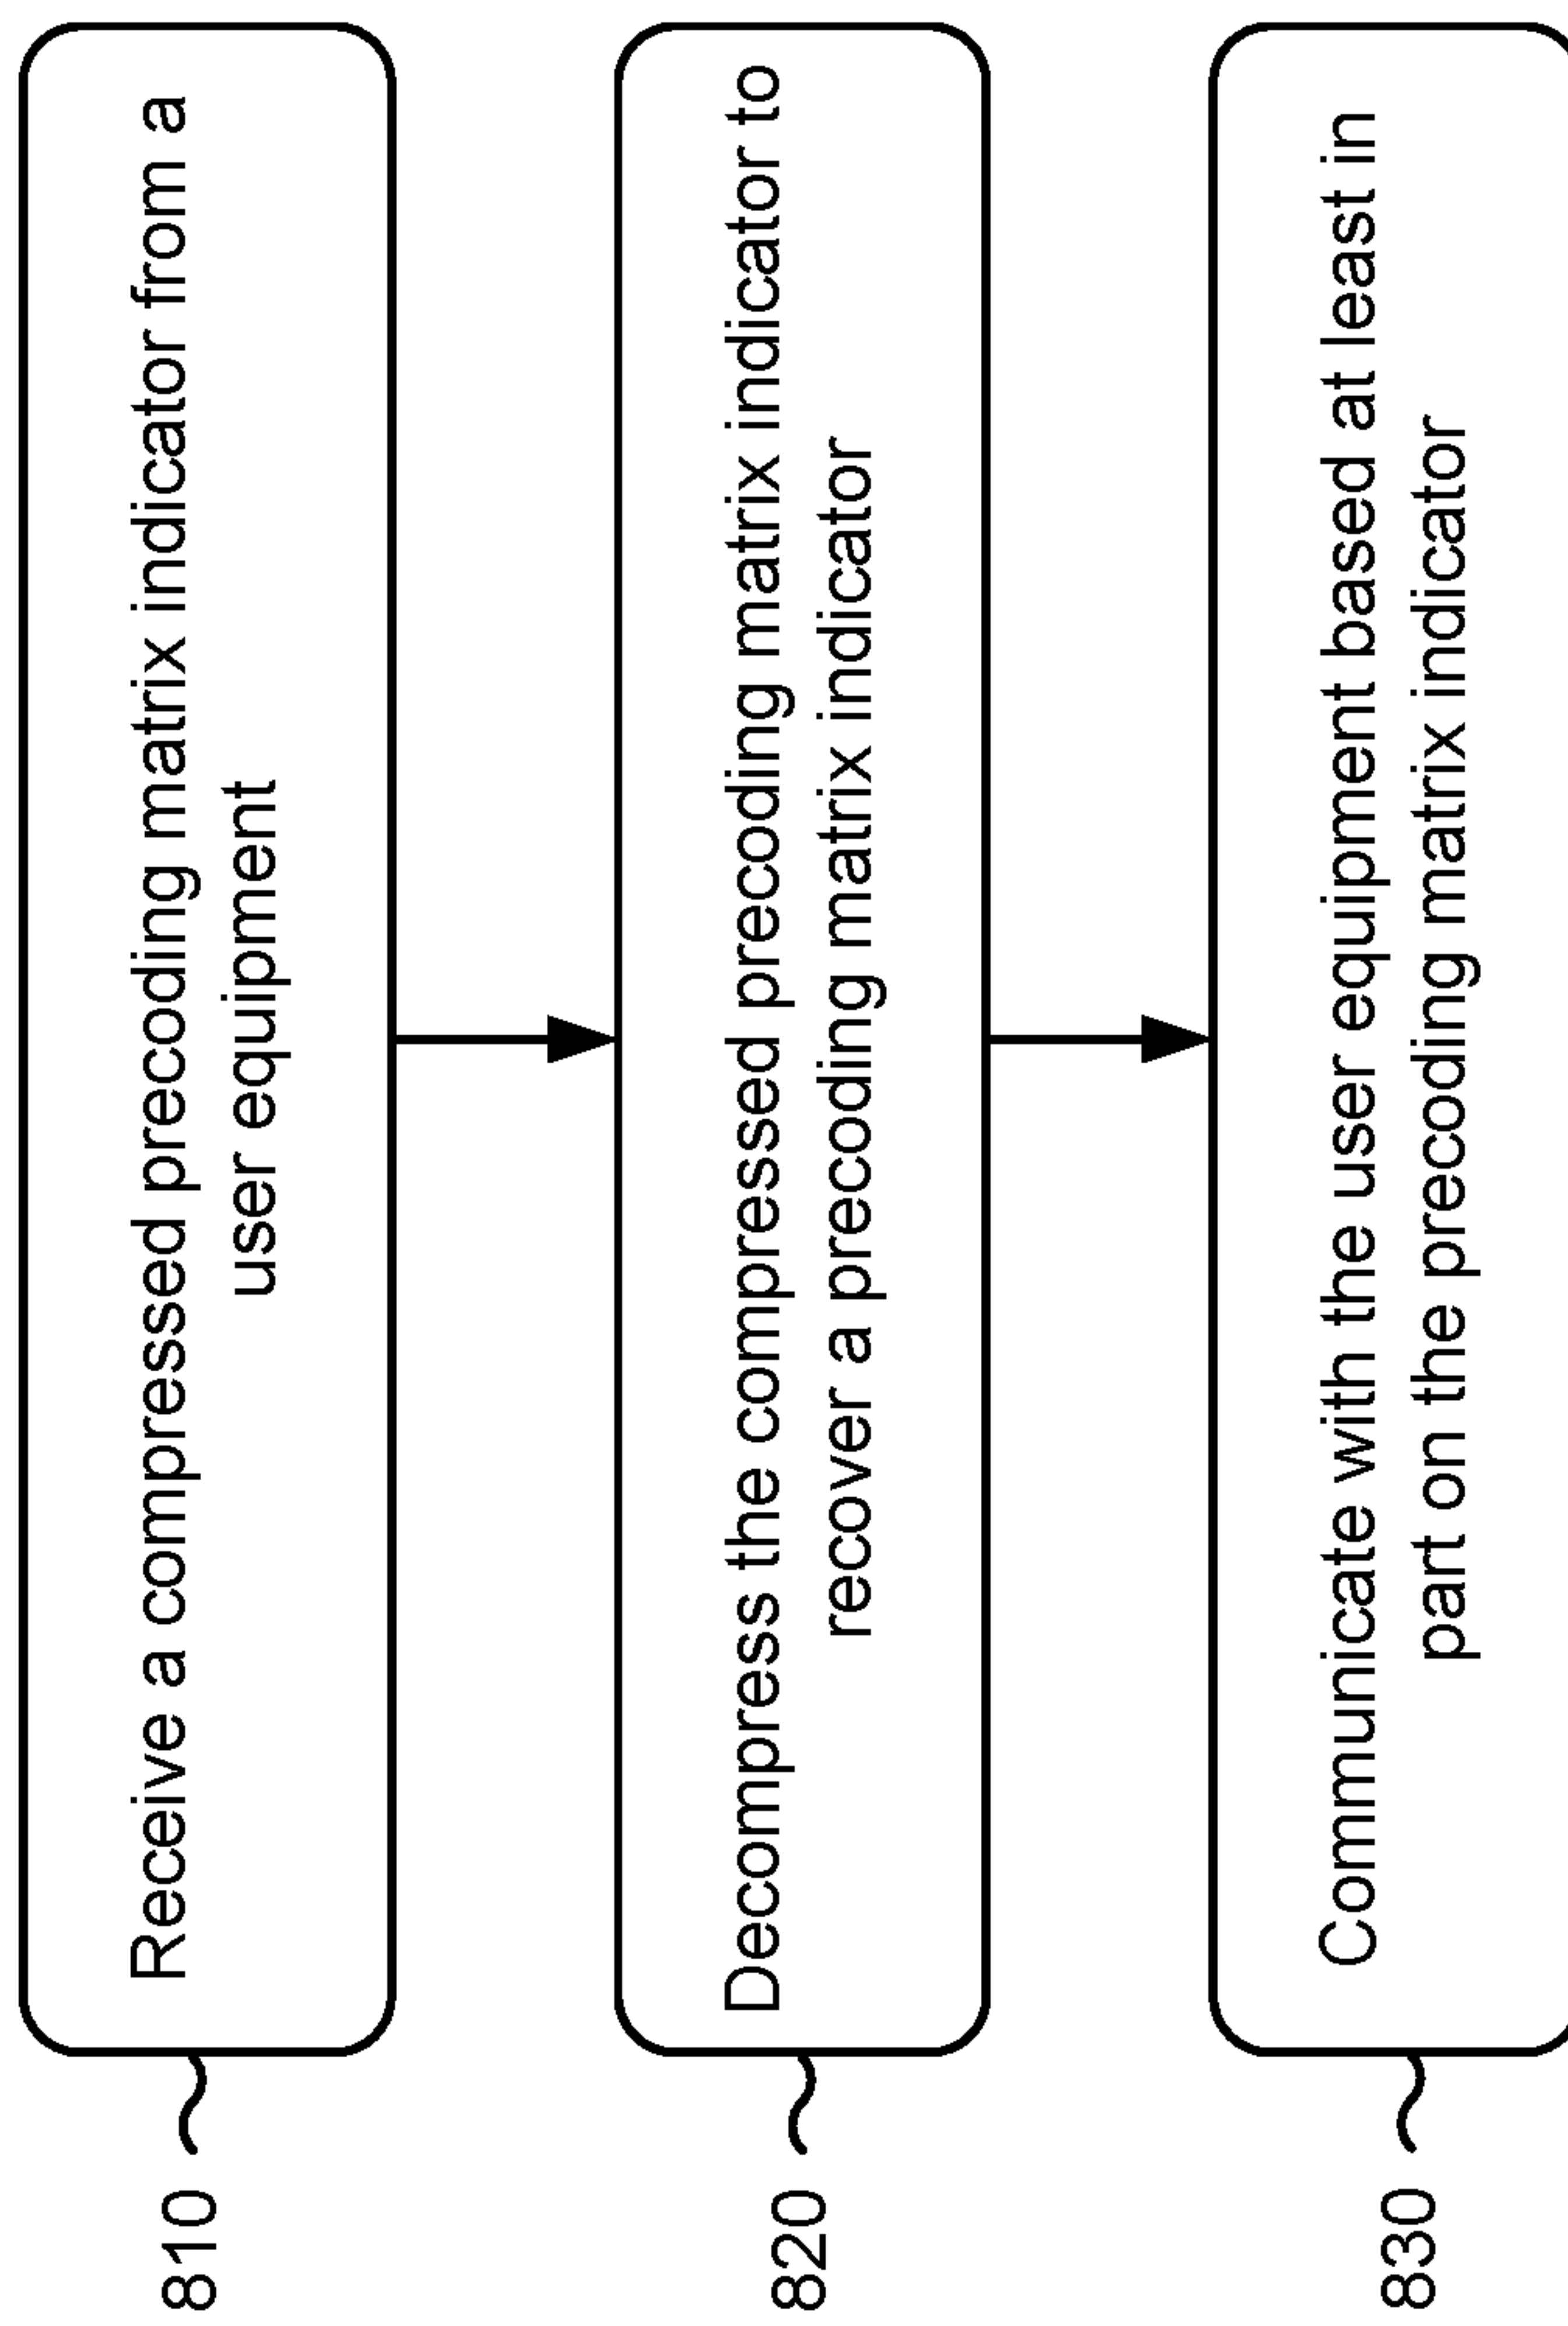 810
Receive a compressed precoding matrix indicator from a
user equipment
820
Decompress the compressed precoding matrix indicator to
recover a precoding matrix indicator
830
Communicate with the user equipment based at least in
part on the precoding matrix indicator